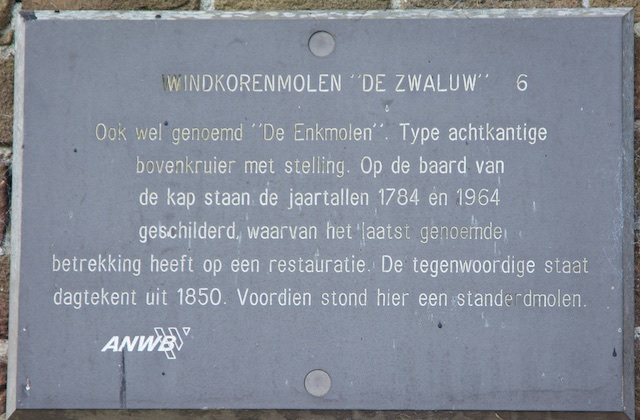 WINDKORENMOLEN "DE ZWALUW" 6
Ook wel genoemd "De Enkmolen". Type achtkantige
bovenkruier met stelling. Op de baard van
de kap staan de jaartallen 1784 en 1964
geschilderd, waarvan het laatst genoemde
betrekking heeft op een restauratie. De tegenwoordige staat
dagtekent uit 1850. Voordien stond hier een standerdmolen.
ANWB